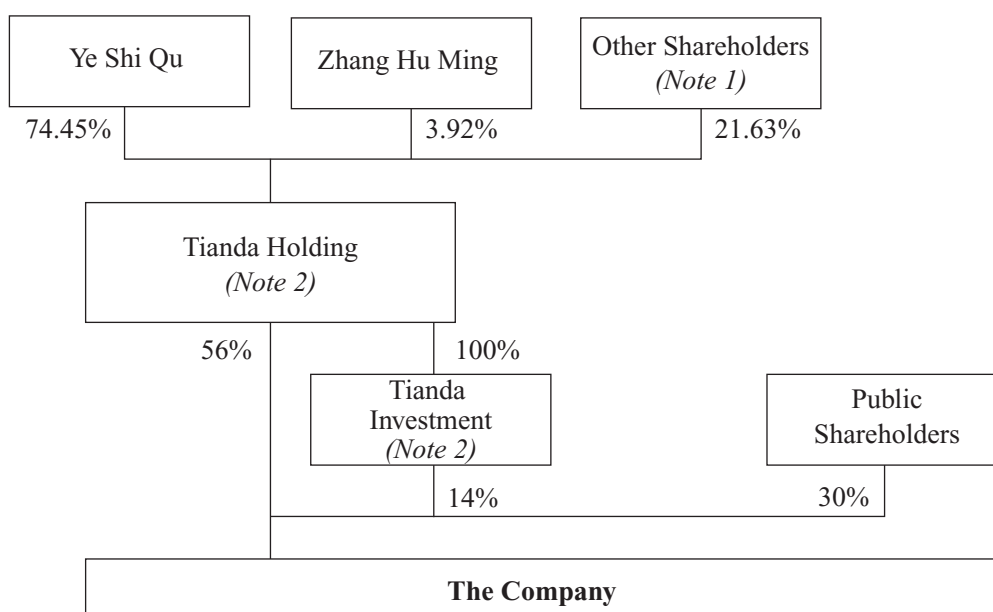 Ye Shi Qu
Zhang Hu Ming
Other Shareholders
(Note 1)
74.45%
3.92%
21.63%
Tianda Holding
(Note 2)
56%
100%
Tianda
Investment
(Note 2)
Public
Shareholders
14%
30%
The Company